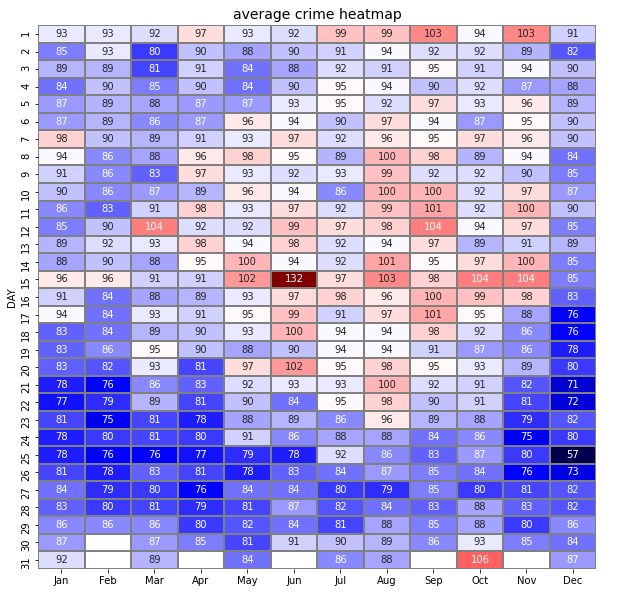 average crime heatmap
1 93 93 92 97 93 92 99 99 103 94 103 91
2 85 93 80 90 88 90 91 94 92 92 89 82
3 89 89 81 91 84 88 92 91 95 91 94 90
4 84 90 85 90 84 90 95 94 90 92 87 88
5 87 89 88 87 87 93 95 92 97 93 96 89
6 87 89 86 87 96 94 90 97 94 87 95 90
7 98 90 89 91 93 97 92 96 95 97 96 90
8 94 86 88 96 98 95 89 100 98 89 94 84
9 91 86 83 97 93 92 93 99 92 92 90 85
10 90 86 87 89 96 94 86 100 100 92 97 87
11 86 83 91 98 93 97 92 99 101 92 100 90
12 85 90 104 92 92 99 97 98 104 94 97 85
13 89 92 93 98 94 98 92 94 97 89 91 89
14 88 90 88 95 100 94 92 101 95 97 100 85
15 96 96 91 91 102 132 97 103 98 104 104 85
16 91 84 88 89 93 97 98 96 100 99 98 83
17 94 84 93 91 95 99 91 97 101 95 88 76
18 83 84 89 90 93 100 94 94 98 92 86 76
19 83 86 95 90 88 90 94 94 91 87 86 78
20 83 82 93 81 97 102 95 98 95 93 89 80
21 78 76 86 83 92 93 93 100 92 91 82 71
22 77 79 89 81 90 84 95 98 90 91 81 72
23 81 75 81 78 88 89 86 96 89 88 79 82
24 78 80 81 80 91 86 88 88 84 86 75 80
25 78 76 76 77 79 78 92 86 83 87 80 57
26 81 78 83 81 78 83 84 87 85 84 76 73
27 84 79 80 76 84 84 80 79 85 80 81 82
28 83 80 81 79 81 87 82 84 83 88 83 82
29 86 86 86 80 82 84 81 88 85 88 80 86
30 87 87 85 81 91 90 89 86 93 85 84
31 92 89 84 86 88 106 87
DAY
Jan Feb Mar Apr May Jun Jul Aug Sep Oct Nov Dec